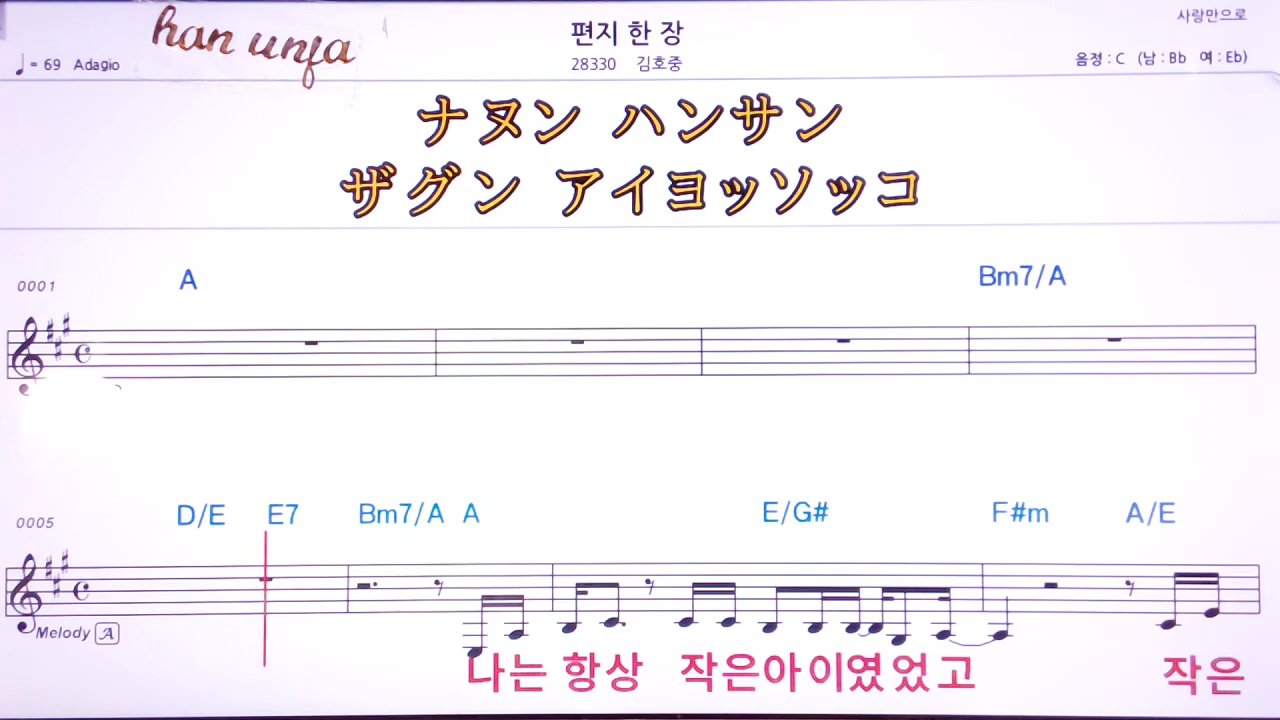 han unfa
편지 한 장
사랑만으로
♩= 69 Adagio
28330 김호중
음정 : C (남 : Bb 여 : Eb)
ナヌン ハンサン
ザグン アイヨッソッコ
0001
A Bm7/A
0005
D/E E7 Bm7/A A E/G# F#m A/E
Melody A
나는 항상 작은아이였었고 작은